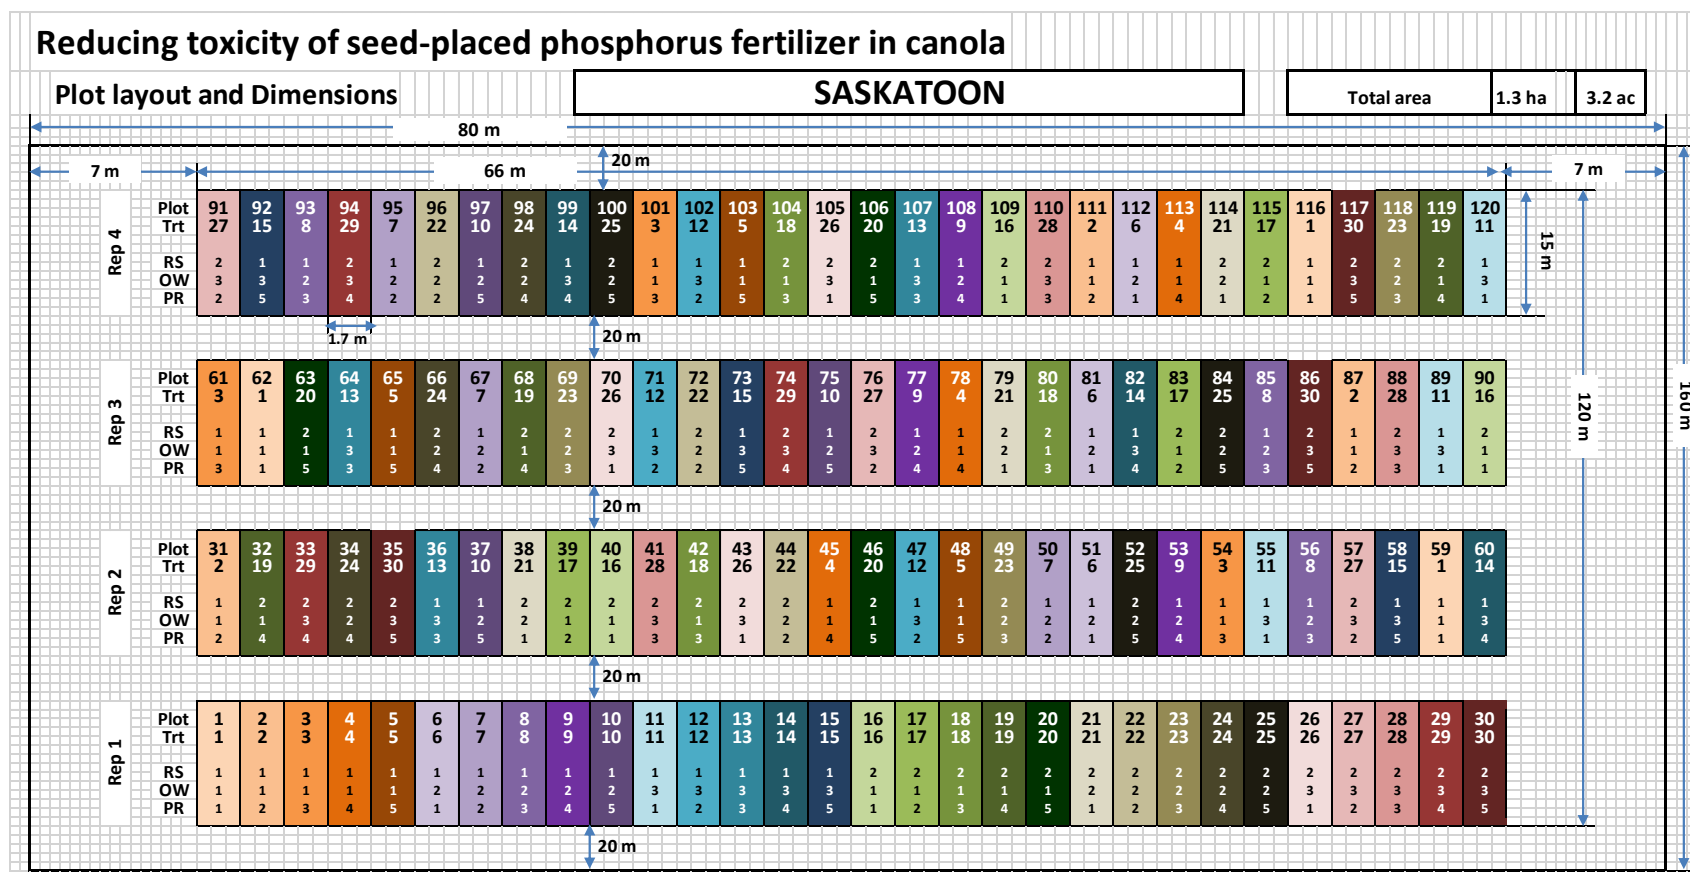 Reducing toxicity of seed-placed phosphorus fertilizer in canola
Plot layout and Dimensions
SASKATOON
Total area 1.3 ha 3.2 ac
80 m
7 m 66 m 20 m 7 m
Rep 4
Plot 91 92 93 94 95 96 97 98 99 100 101 102 103 104 105 106 107 108 109 110 111 112 113 114 115 116 117 118 119 120
Trt 27 15 8 29 7 22 10 24 14 25 3 12 5 18 26 20 13 9 16 28 2 6 4 21 17 1 30 23 19 11
RS 2 1 1 2 1 2 1 2 1 2 1 1 1 2 2 2 1 1 2 2 1 1 1 2 2 1 2 2 2 1
OW 3 3 2 3 2 2 2 2 3 2 1 3 1 1 3 1 3 2 1 3 1 2 1 2 1 1 3 2 1 3
PR 2 5 3 4 2 2 5 4 4 5 3 2 5 3 1 5 3 4 1 3 2 1 4 1 2 1 5 3 4 1
15 m
1.7 m
20 m
Rep 3
Plot 61 62 63 64 65 66 67 68 69 70 71 72 73 74 75 76 77 78 79 80 81 82 83 84 85 86 87 88 89 90
Trt 3 1 20 13 5 24 7 19 23 26 12 22 15 29 10 27 9 4 21 18 6 14 17 25 8 30 2 28 11 16
RS 1 1 2 1 1 2 1 2 2 2 1 2 1 2 1 2 1 1 2 2 1 1 2 2 1 2 1 2 1 2
OW 1 1 1 3 1 2 2 1 2 3 3 2 3 3 2 3 2 1 2 1 2 3 1 2 2 3 1 3 3 1
PR 3 1 5 3 5 4 2 4 3 1 2 2 5 4 5 2 4 4 1 3 1 4 2 5 3 5 2 3 1 1
120 m
160 m
20 m
Rep 2
Plot 31 32 33 34 35 36 37 38 39 40 41 42 43 44 45 46 47 48 49 50 51 52 53 54 55 56 57 58 59 60
Trt 2 19 29 24 30 13 10 21 17 16 28 18 26 22 4 20 12 5 23 7 6 25 9 3 11 8 27 15 1 14
RS 1 2 2 2 2 1 1 2 2 2 2 2 2 2 1 2 1 1 2 1 1 2 1 1 1 1 2 1 1 1
OW 1 1 3 2 3 3 2 2 1 1 3 1 3 2 1 1 3 1 2 2 2 2 2 1 3 2 3 3 1 3
PR 2 4 4 4 5 3 5 1 2 1 3 3 1 2 4 5 2 5 3 2 1 5 4 3 1 3 2 5 1 4
20 m
Rep 1
Plot 1 2 3 4 5 6 7 8 9 10 11 12 13 14 15 16 17 18 19 20 21 22 23 24 25 26 27 28 29 30
Trt 1 2 3 4 5 6 7 8 9 10 11 12 13 14 15 16 17 18 19 20 21 22 23 24 25 26 27 28 29 30
RS 1 1 1 1 1 1 1 1 1 1 1 1 1 1 1 2 2 2 2 2 2 2 2 2 2 2 2 2 2 2
OW 1 1 1 1 1 2 2 2 2 2 3 3 3 3 3 1 1 1 1 1 2 2 2 2 2 3 3 3 3 3
PR 1 2 3 4 5 1 2 3 4 5 1 2 3 4 5 1 2 3 4 5 1 2 3 4 5 1 2 3 4 5
20 m